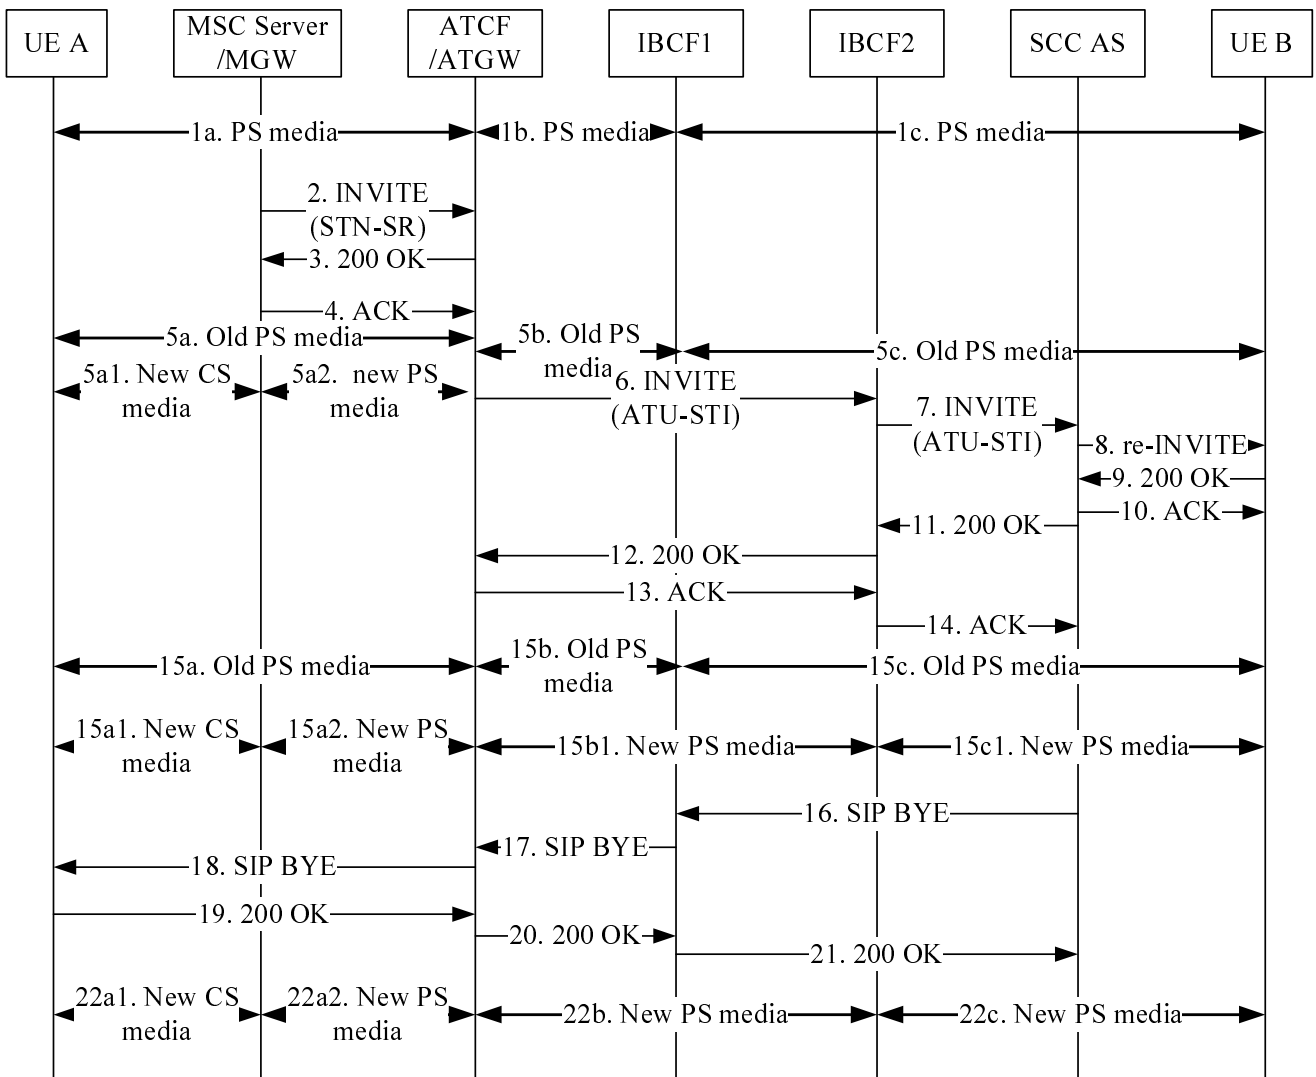 UE A
MSC Server
/MGW
ATCF
/ATGW
IBCF1
IBCF2
SCC AS
UE B
1a. PS media
1b. PS media
1c. PS media
2. INVITE
(STN-SR)
3. 200 OK
4. ACK
5a. Old PS media
5b. Old PS
media
5c. Old PS media
5a1. New CS
media
5a2. new PS
media
6. INVITE
(ATU-STI)
7. INVITE
(ATU-STI)
8. re-INVITE
9. 200 OK
10. ACK
11. 200 OK
12. 200 OK
13. ACK
14. ACK
15a. Old PS media
15b. Old PS
media
15c. Old PS media
15a1. New CS
media
15a2. New PS
media
15b1. New PS media
15c1. New PS media
16. SIP BYE
17. SIP BYE
18. SIP BYE
19. 200 OK
20. 200 OK
21. 200 OK
22a1. New CS
media
22a2. New PS
media
22b. New PS media
22c. New PS media